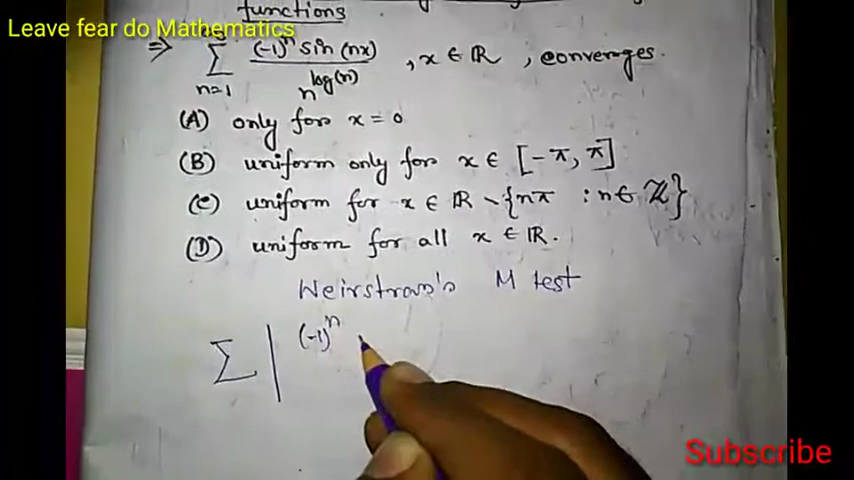 Leave fear do Mathematics
functions
⇒ ∑_{n=1} (-1)^n sin (nx) / n^{log(n)} , x ∈ ℝ , converges.
(A) only for x = 0
(B) uniform only for x ∈ [-π, π]
(C) uniform for x ∈ ℝ \ {nπ : n ∈ ℤ}
(D) uniform for all x ∈ ℝ.
Weirstrass's M test
∑ | (-1)^n
Subscribe